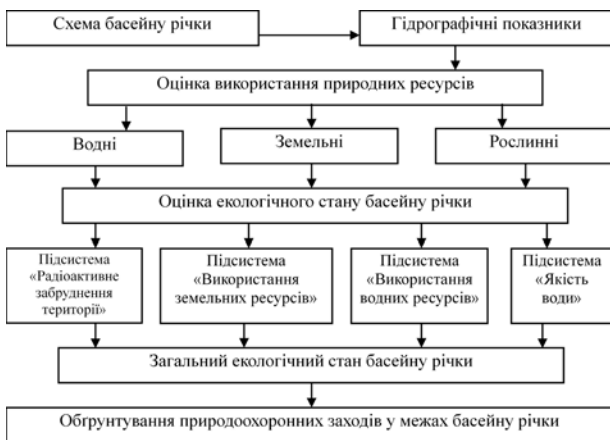 Схема басейну річки
Гідрографічні показники
Оцінка використання природних ресурсів
Водні
Земельні
Рослинні
Оцінка екологічного стану басейну річки
Підсистема
«Радіоактивне
забруднення
території»
Підсистема
«Використання
земельних ресурсів»
Підсистема
«Використання
водних ресурсів»
Підсистема
«Якість
води»
Загальний екологічний стан басейну річки
Обґрунтування природоохоронних заходів у межах басейну річки